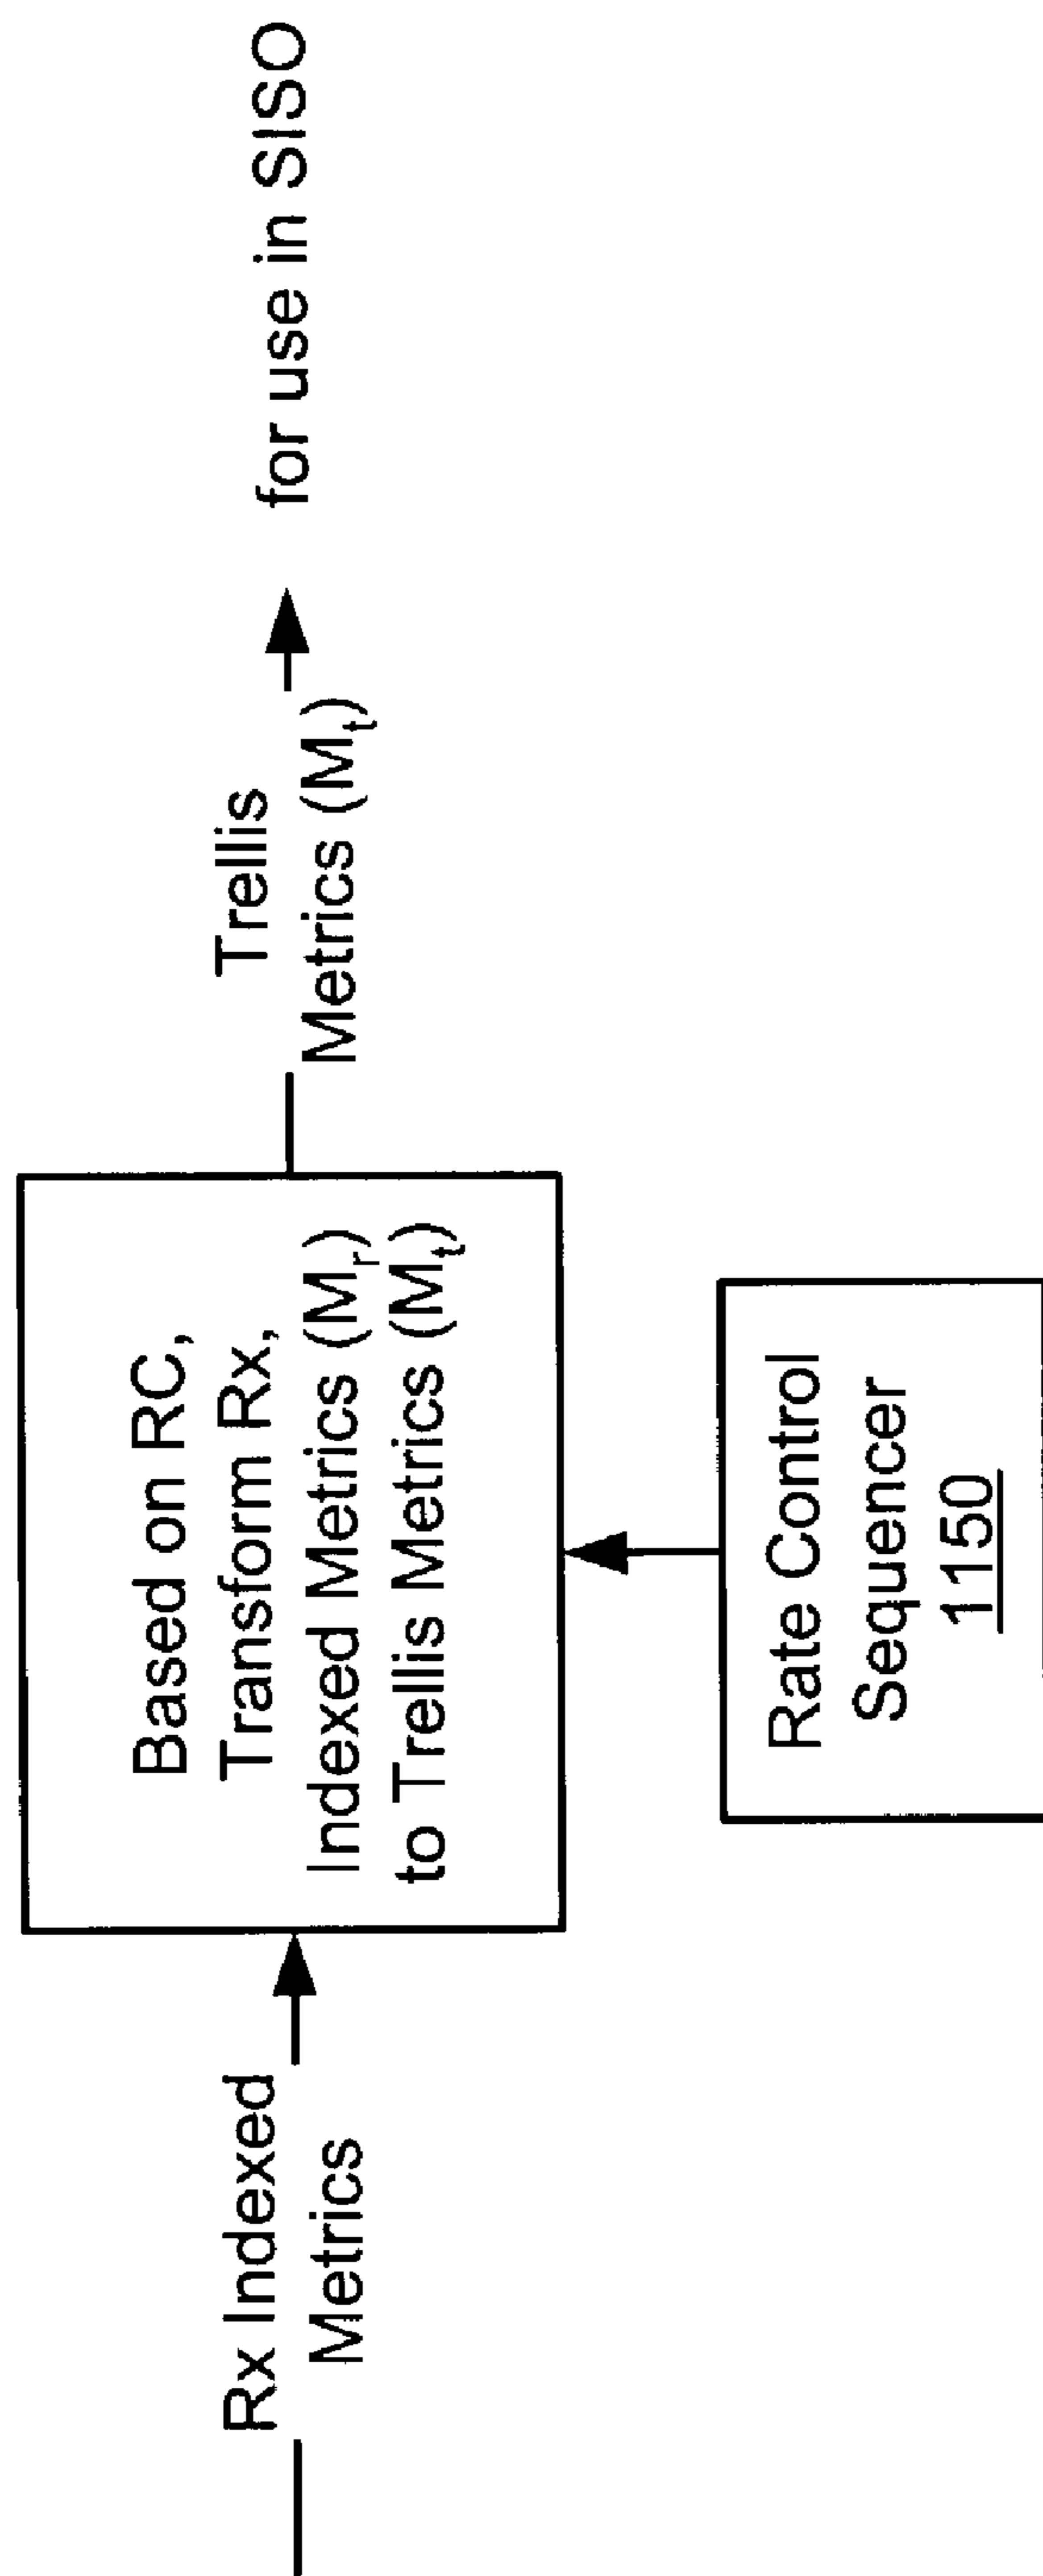 Rx Indexed
Metrics
Based on RC,
Transform Rx,
Indexed Metrics (Mr)
to Trellis Metrics (Mt)
Trellis
Metrics (Mt)
for use in SISO
Rate Control
Sequencer
1150